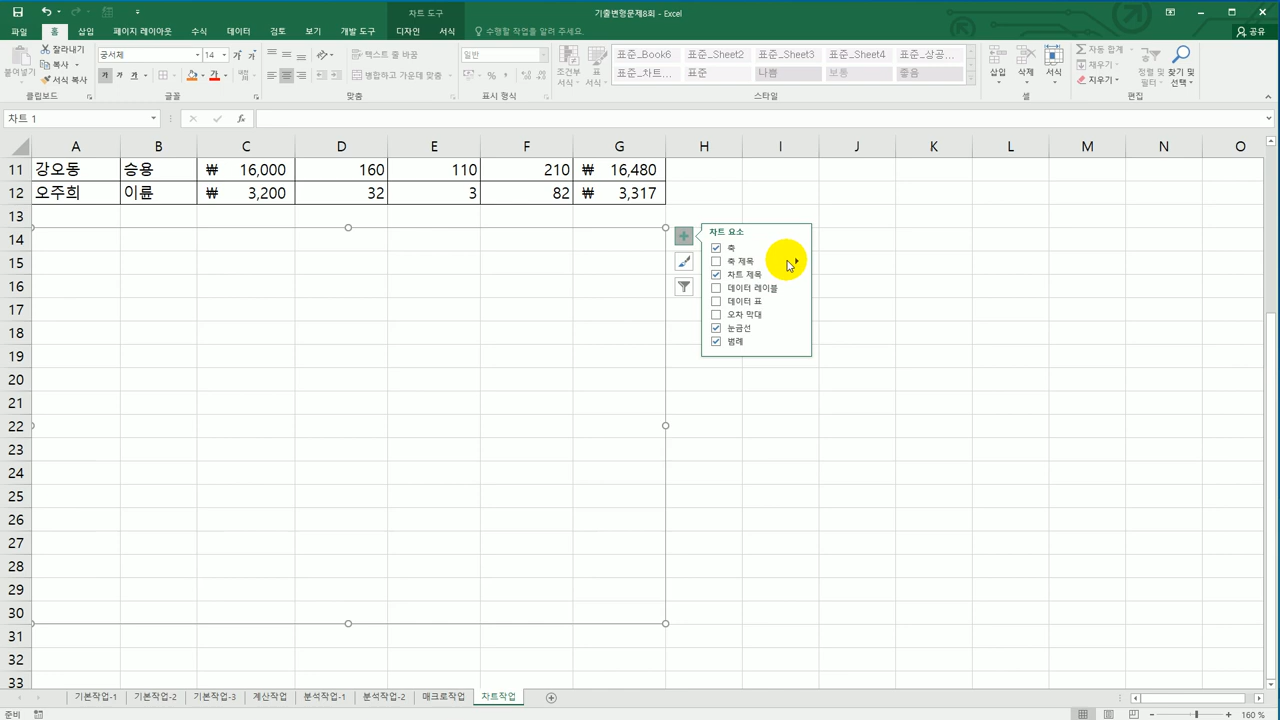 차트 도구
기출변형문제8회 - Excel
파일 홈 삽입 페이지 레이아웃 수식 데이터 검토 보기 개발 도구 디자인 서식 수행할 작업을 알려 주세요. 공유
붙여넣기 잘라내기 복사 서식 복사
클립보드
궁서체 14
가 가 가 가 가 가
글꼴
텍스트 줄 바꿈
병합하고 가운데 맞춤
맞춤
일반
%
표시 형식
조건부 서식 표 서식
표준_Book6 표준_Sheet2 표준_Sheet3 표준_Sheet4 표준_상공...
표준_차트... 표준 나쁨 보통 좋음
스타일
삽입 삭제 서식
셀
자동 합계
채우기
지우기
정렬 및 필터 찾기 및 선택
편집
차트 1
fx
A B C D E F G H I J K L M N O
11 강오동 승용 ₩ 16,000 160 110 210 ₩ 16,480
12 오주희 이륜 ₩ 3,200 32 3 82 ₩ 3,317
13
14
15
16
17
18
19
20
21
22
23
24
25
26
27
28
29
30
31
32
33
차트 요소
축
축 제목
차트 제목
데이터 레이블
데이터 표
오차 막대
눈금선
범례
기본작업-1 기본작업-2 기본작업-3 계산작업 분석작업-1 분석작업-2 매크로작업 차트작업
준비
160 %